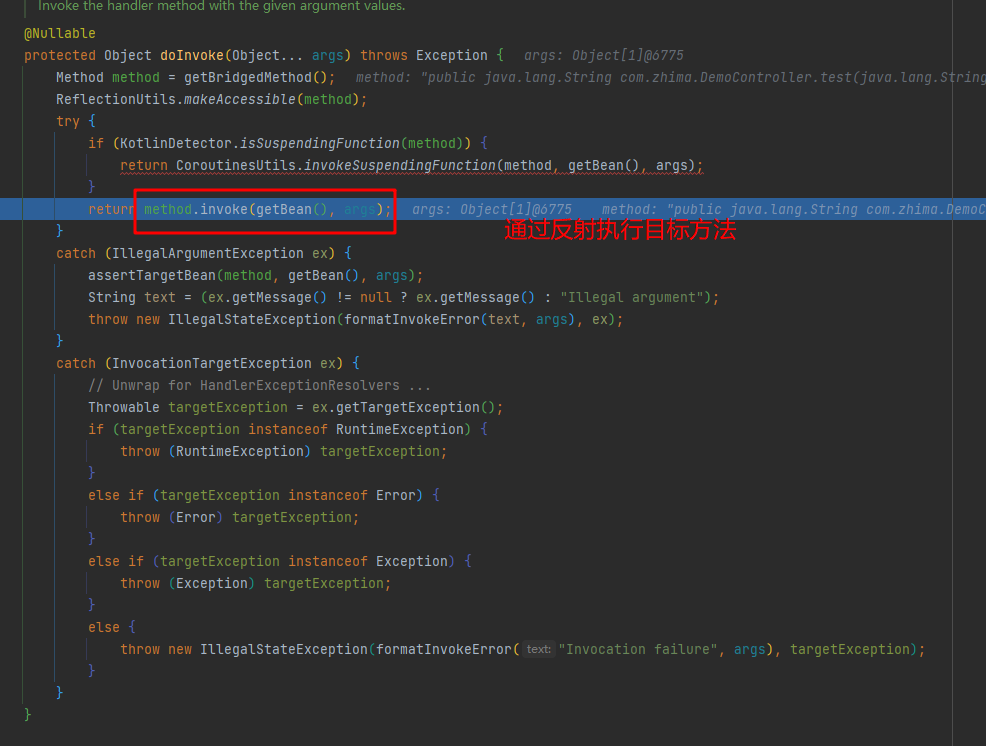 Invoke the handler method with the given argument values.
@Nullable
protected Object doInvoke(Object... args) throws Exception {   args: Object[1]@6775
    Method method = getBridgedMethod();   method: "public java.lang.String com.zhima.DemoController.test(java.lang.String
    ReflectionUtils.makeAccessible(method);
    try {
        if (KotlinDetector.isSuspendingFunction(method)) {
            return CoroutinesUtils.invokeSuspendingFunction(method, getBean(), args);
        }
        return method.invoke(getBean(), args);   args: Object[1]@6775   method: "public java.lang.String com.zhima.DemoC
通过反射执行目标方法
    }
    catch (IllegalArgumentException ex) {
        assertTargetBean(method, getBean(), args);
        String text = (ex.getMessage() != null ? ex.getMessage() : "Illegal argument");
        throw new IllegalStateException(formatInvokeError(text, args), ex);
    }
    catch (InvocationTargetException ex) {
        // Unwrap for HandlerExceptionResolvers ...
        Throwable targetException = ex.getTargetException();
        if (targetException instanceof RuntimeException) {
            throw (RuntimeException) targetException;
        }
        else if (targetException instanceof Error) {
            throw (Error) targetException;
        }
        else if (targetException instanceof Exception) {
            throw (Exception) targetException;
        }
        else {
            throw new IllegalStateException(formatInvokeError( text: "Invocation failure", args), targetException);
        }
    }
}